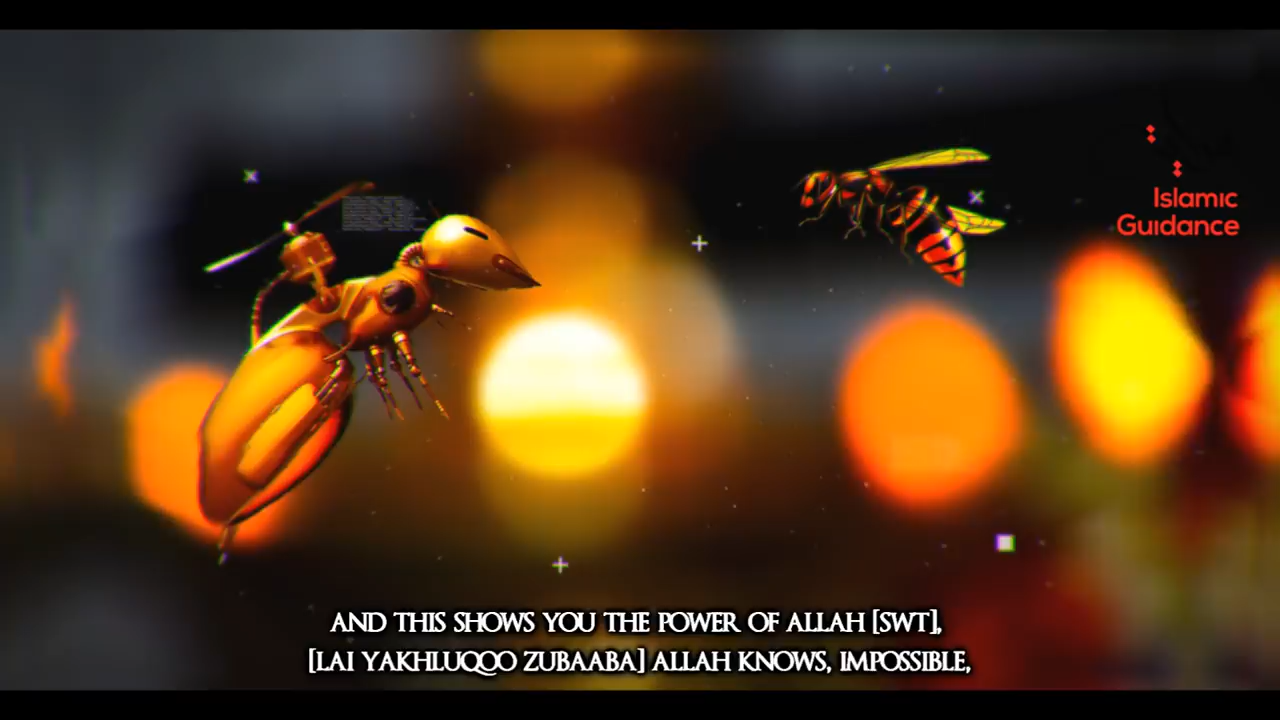 Islamic
Guidance
AND THIS SHOWS YOU THE POWER OF ALLAH [SWT],
[LAI YAKHLUQOO ZUBAABA] ALLAH KNOWS, IMPOSSIBLE,